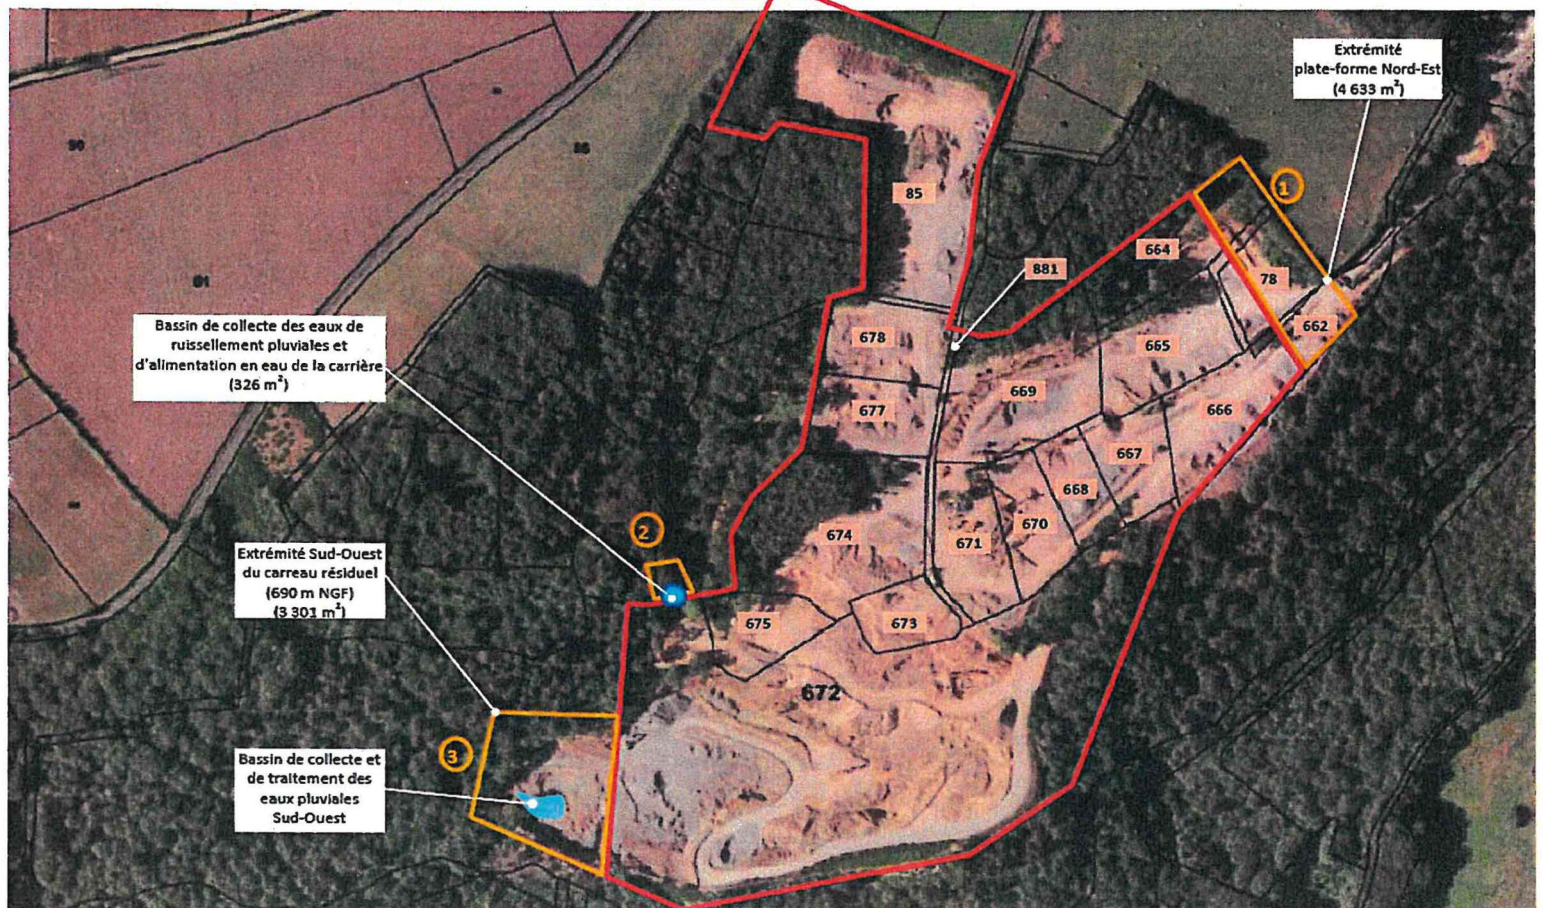 Extrémité
plate-forme Nord-Est
(4 633 m²)
1
85
664
881
78
662
Bassin de collecte des eaux de
ruissellement pluviales et
d'alimentation en eau de la carrière
(326 m²)
678
665
669
677
666
667
668
2
674
670
671
Extrémité Sud-Ouest
du carreau résiduel
(690 m NGF)
(3 301 m²)
675
673
672
3
Bassin de collecte et
de traitement des
eaux pluviales
Sud-Ouest